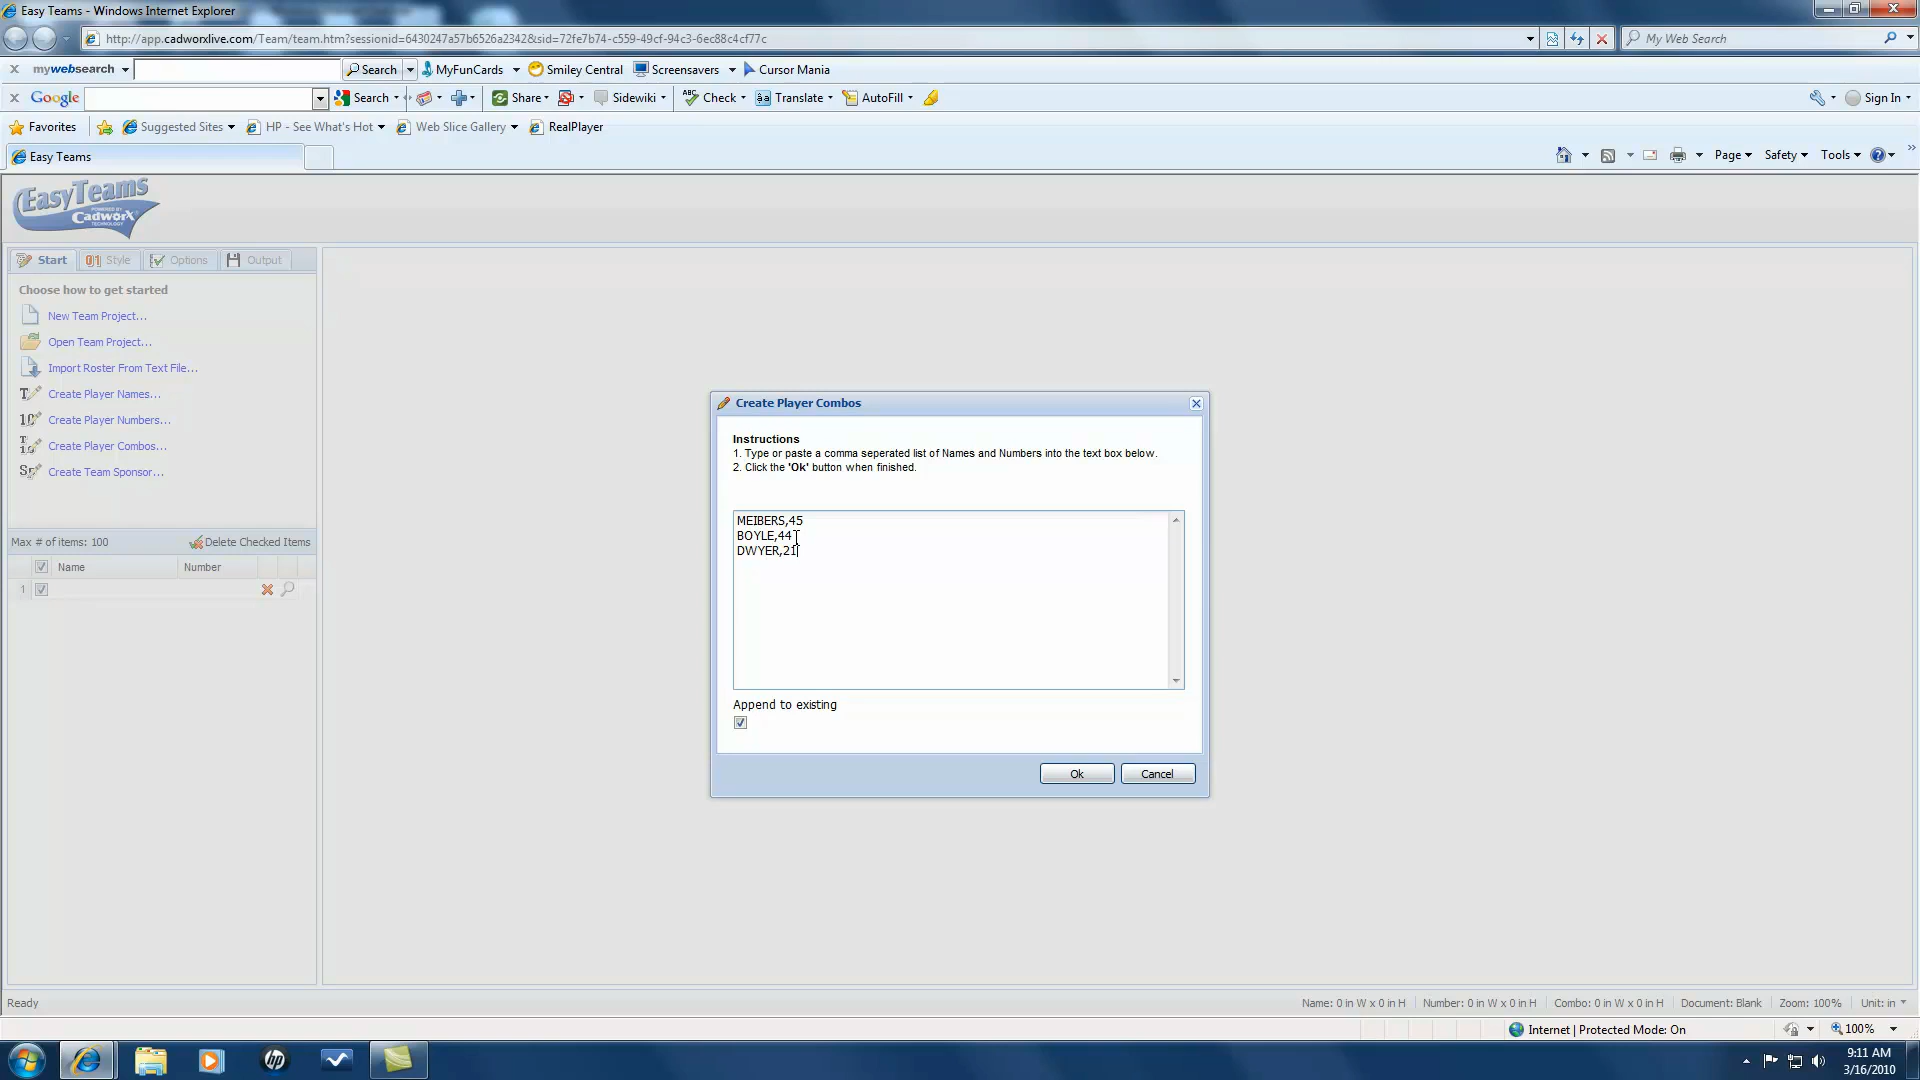 Easy Teams - Windows Internet Explorer
http://app.cadworxlive.com/Team/team.htm?sessionid=6430247a57b6526a2342&sid=72fe7b74-c559-49cf-94c3-6ec88c4cf77c
My Web Search
X mywebsearch Search MyFunCards Smiley Central Screensavers Cursor Mania
X Google Search Share Sidewiki Check Translate AutoFill Sign In
Favorites Suggested Sites HP - See What's Hot Web Slice Gallery RealPlayer
Easy Teams Page Safety Tools
EasyTeams
POWERED BY
CadworX
TECHNOLOGY
Start Style Options Output
Choose how to get started
New Team Project...
Open Team Project...
Import Roster From Text File...
Create Player Names...
Create Player Numbers...
Create Player Combos...
Create Team Sponsor...
Max # of items: 100 Delete Checked Items
Name Number
1
Create Player Combos
Instructions
1. Type or paste a comma seperated list of Names and Numbers into the text box below.
2. Click the 'Ok' button when finished.
MEIBERS,45
BOYLE,44
DWYER,21
Append to existing
Ok Cancel
Ready Name: 0 in W x 0 in H Number: 0 in W x 0 in H Combo: 0 in W x 0 in H Document: Blank Zoom: 100% Unit: in
Internet | Protected Mode: On 100%
9:11 AM
3/16/2010